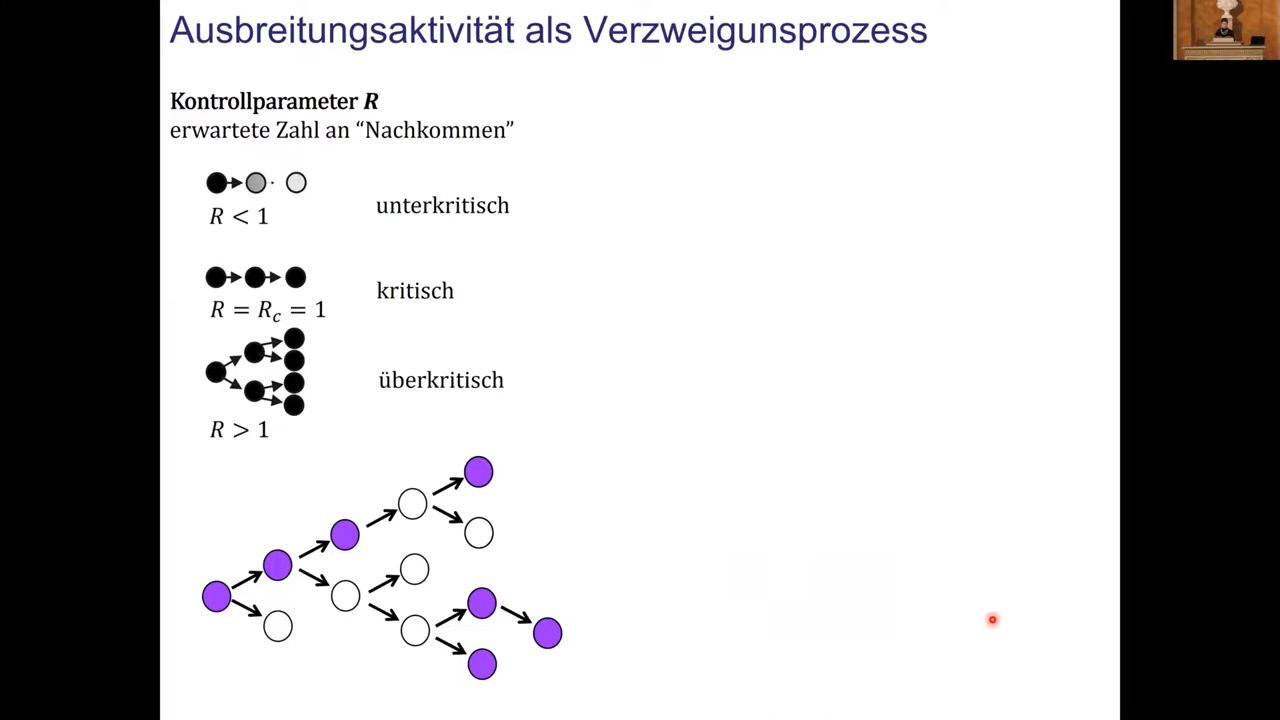 Ausbreitungsaktivität als Verzweigunsprozess
Kontrollparameter R
erwartete Zahl an “Nachkommen”
unterkritisch
R < 1
kritisch
R = R_c = 1
überkritisch
R > 1